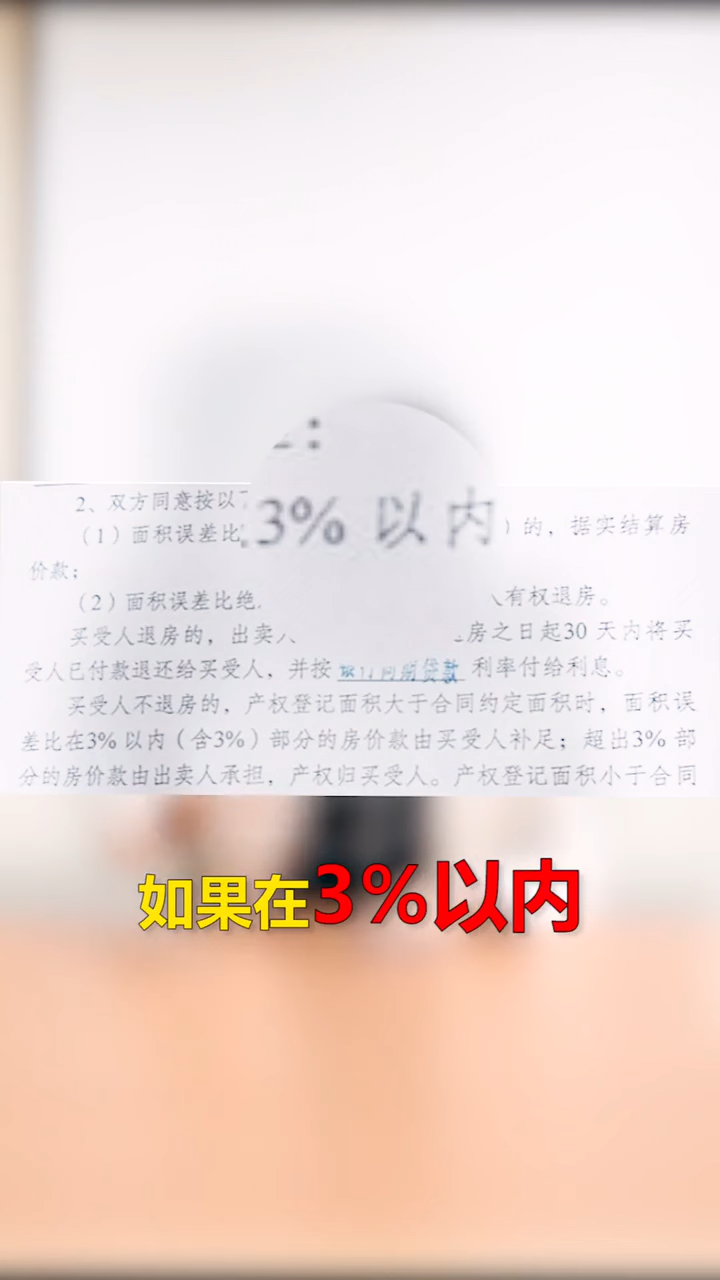 2、双方同意按以
：
（1）面积误差比 3% 以内 ）的，据实结算房
价款；
（2）面积误差比绝 人有权退房。
买受人退房的，出卖人 房之日起30 天内将买
受人已付款退还给买受人，并按 同期贷款 利率付给利息。
买受人不退房的，产权登记面积大于合同约定面积时，面积误
差比在3% 以内（含3%）部分的房价款由买受人补足；超出3% 部
分的房价款由出卖人承担，产权归买受人。产权登记面积小于合同
如果在3%以内